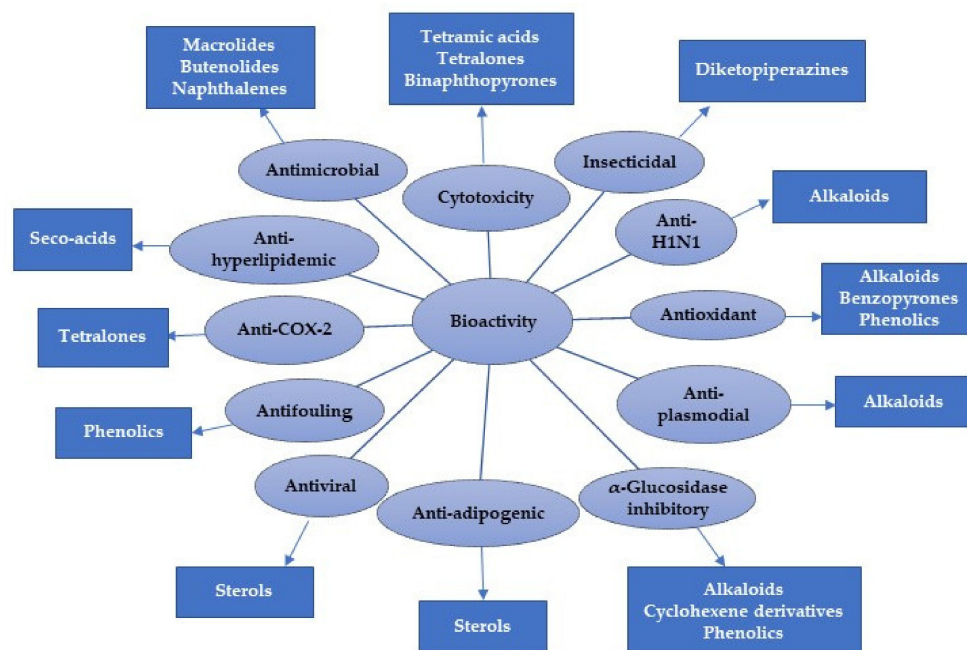 Macrolides
Butenolides
Naphthalenes
Tetramic acids
Tetralones
Binaphthopyrones
Diketopiperazines
Antimicrobial
Cytotoxicity
Insecticidal
Alkaloids
Seco-acids
Anti-
hyperlipidemic
Anti-
H1N1
Alkaloids
Benzopyrones
Phenolics
Tetralones
Anti-COX-2
Bioactivity
Antioxidant
Phenolics
Antifouling
Anti-
plasmodial
Alkaloids
Antiviral
Anti-adipogenic
α-Glucosidase
inhibitory
Sterols
Sterols
Alkaloids
Cyclohexene derivatives
Phenolics